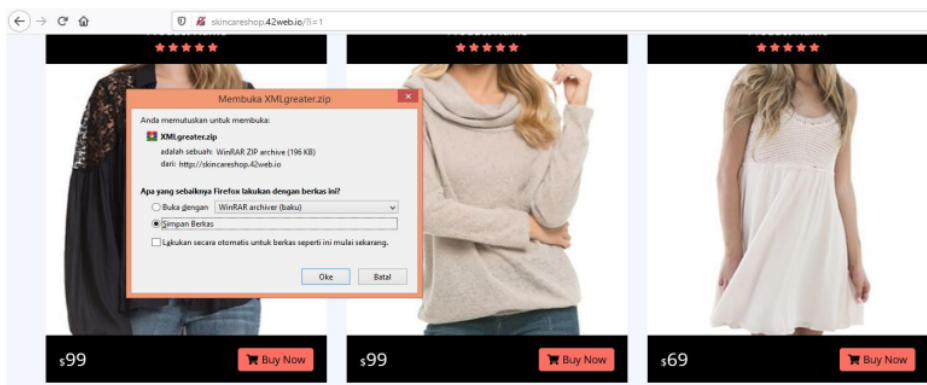 skincareshop.42web.io/?i=1
Membuka XMLgreater.zip
Anda memutuskan untuk membuka:
XMLgreater.zip
adalah sebuah: WinRAR ZIP archive (196 KB)
dari: http://skincareshop.42web.io
Apa yang sebaiknya Firefox lakukan dengan berkas ini?
Buka dengan WinRAR archiver (baku)
Simpan Berkas
Lakukan secara otomatis untuk berkas seperti ini mulai sekarang.
Oke Batal
$99 Buy Now $99 Buy Now $69 Buy Now